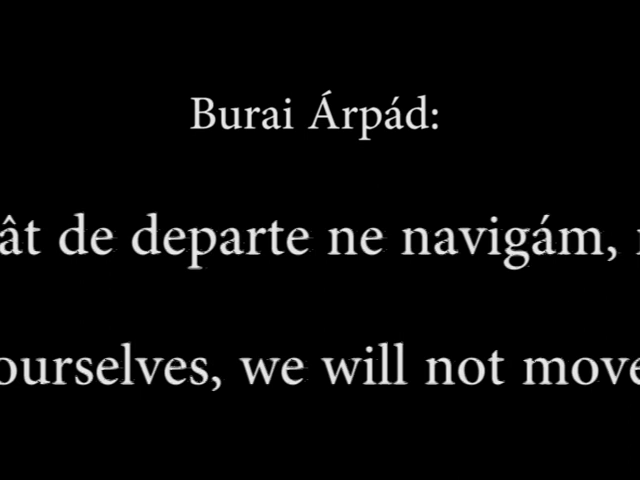 Burai Árpád:
ât de departe ne navigám,
ourselves, we will not move